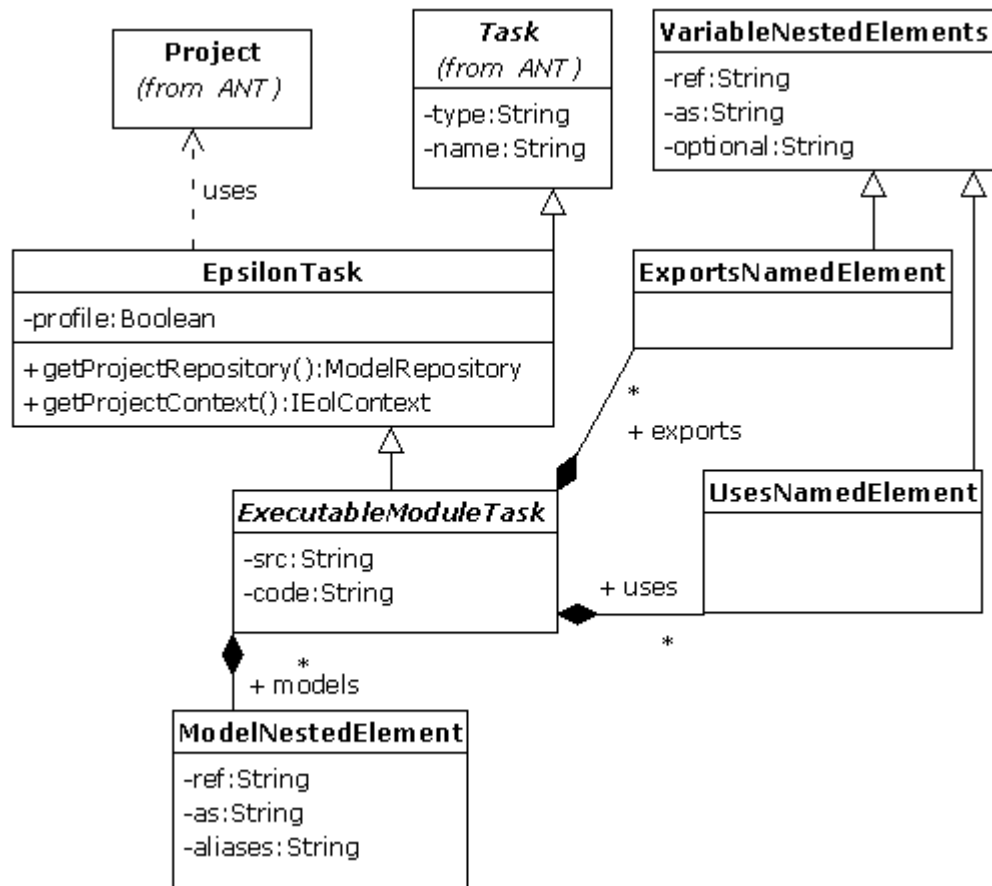 Project
(from ANT)
Task
(from ANT)
-type:String
-name:String
VariableNestedElements
-ref:String
-as:String
-optional:String
uses
EpsilonTask
-profile:Boolean
+getProjectRepository():ModelRepository
+getProjectContext():IEolContext
ExportsNamedElement
*
+ exports
ExecutableModuleTask
-src:String
-code:String
UsesNamedElement
+ uses
*
*
+ models
ModelNestedElement
-ref:String
-as:String
-aliases:String